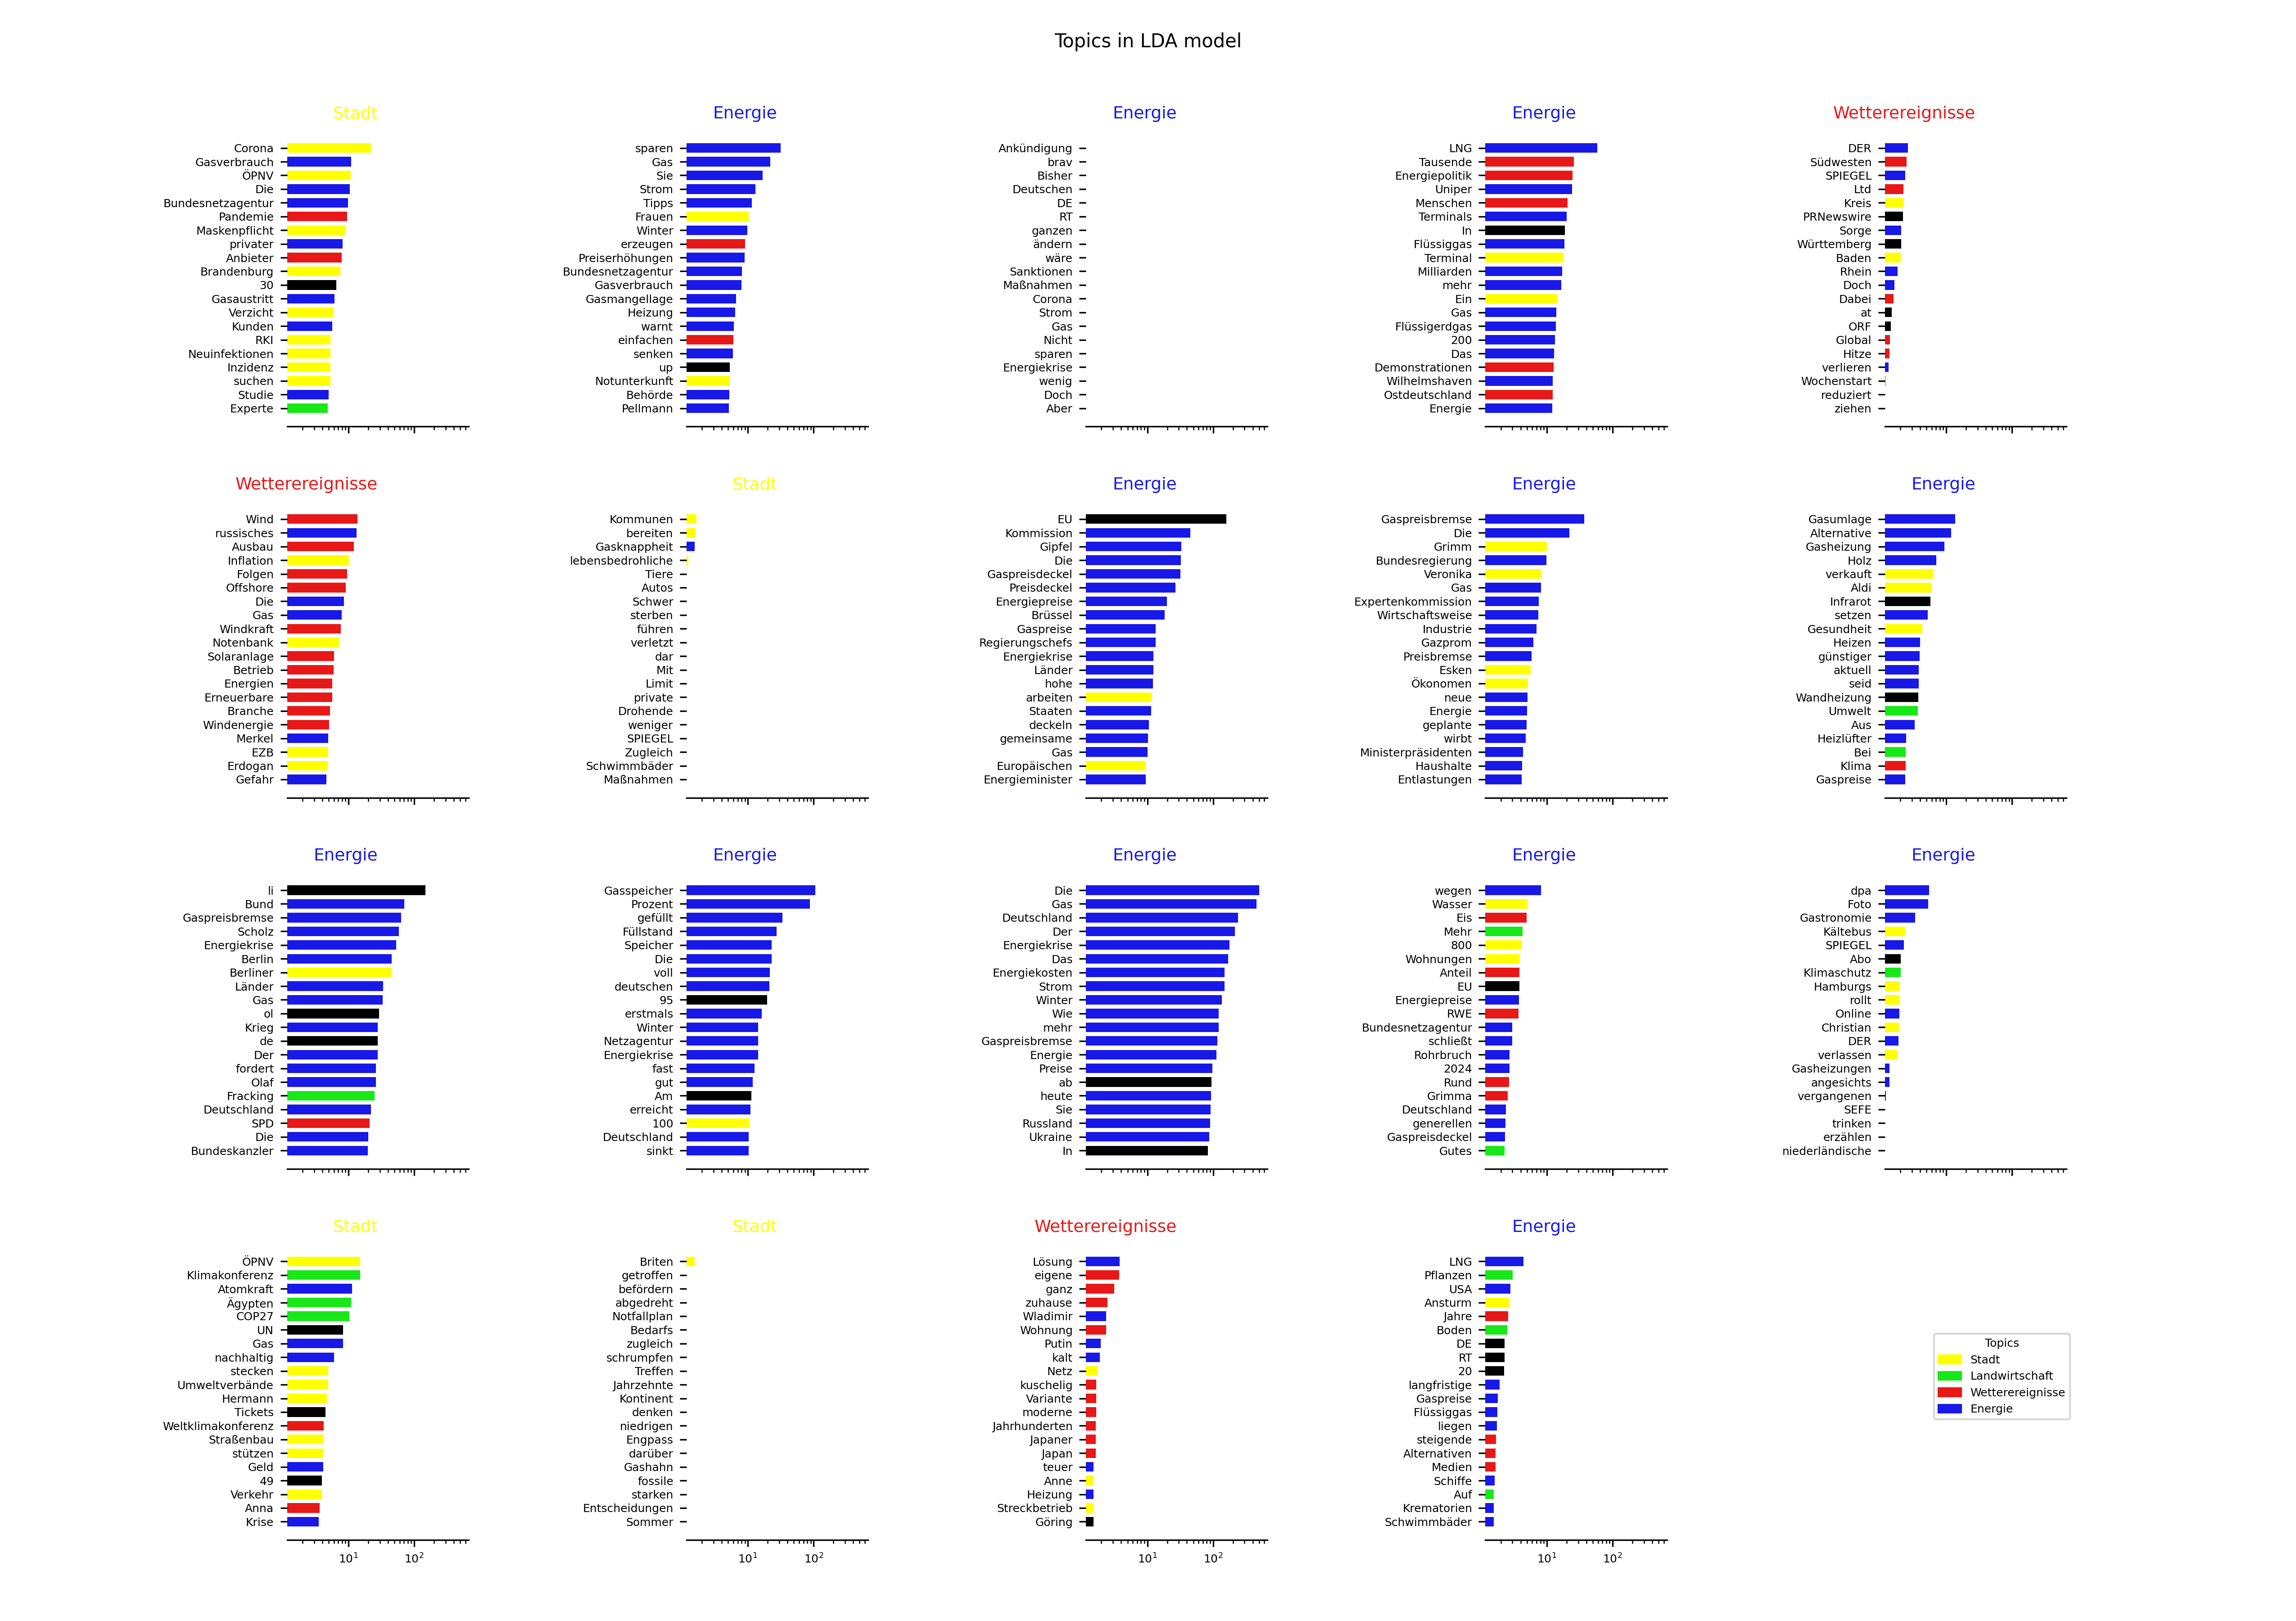 Topics in LDA model
Stadt
Corona
Gasverbrauch
ÖPNV
Die
Bundesnetzagentur
Pandemie
Maskenpflicht
privater
Anbieter
Brandenburg
30
Gasaustritt
Verzicht
Kunden
RKI
Neuinfektionen
Inzidenz
suchen
Studie
Experte
Energie
sparen
Gas
Sie
Strom
Tipps
Frauen
Winter
erzeugen
Preiserhöhungen
Bundesnetzagentur
Gasverbrauch
Gasmangellage
Heizung
warnt
einfachen
senken
up
Notunterkunft
Behörde
Pellmann
Energie
Ankündigung
brav
Bisher
Deutschen
DE
RT
ganzen
ändern
wäre
Sanktionen
Maßnahmen
Corona
Strom
Gas
Nicht
sparen
Energiekrise
wenig
Doch
Aber
Energie
LNG
Tausende
Energiepolitik
Uniper
Menschen
Terminals
In
Flüssiggas
Terminal
Milliarden
mehr
Ein
Gas
Flüssigerdgas
200
Das
Demonstrationen
Wilhelmshaven
Ostdeutschland
Energie
Wetterereignisse
DER
Südwesten
SPIEGEL
Ltd
Kreis
PRNewswire
Sorge
Württemberg
Baden
Rhein
Doch
Dabei
at
ORF
Global
Hitze
verlieren
Wochenstart
reduziert
ziehen
Wetterereignisse
Wind
russisches
Ausbau
Inflation
Folgen
Offshore
Die
Gas
Windkraft
Notenbank
Solaranlage
Betrieb
Energien
Erneuerbare
Branche
Windenergie
Merkel
EZB
Erdogan
Gefahr
Stadt
Kommunen
bereiten
Gasknappheit
lebensbedrohliche
Tiere
Autos
Schwer
sterben
führen
verletzt
dar
Mit
Limit
private
Drohende
weniger
SPIEGEL
Zugleich
Schwimmbäder
Maßnahmen
Energie
EU
Kommission
Gipfel
Die
Gaspreisdeckel
Preisdeckel
Energiepreise
Brüssel
Gaspreise
Regierungschefs
Energiekrise
Länder
hohe
arbeiten
Staaten
deckeln
gemeinsame
Gas
Europäischen
Energieminister
Energie
Gaspreisbremse
Die
Grimm
Bundesregierung
Veronika
Gas
Expertenkommission
Wirtschaftsweise
Industrie
Gazprom
Preisbremse
Esken
Ökonomen
neue
Energie
geplante
wirbt
Ministerpräsidenten
Haushalte
Entlastungen
Energie
Gasumlage
Alternative
Gasheizung
Holz
verkauft
Aldi
Infrarot
setzen
Gesundheit
Heizen
günstiger
aktuell
seid
Wandheizung
Umwelt
Aus
Heizlüfter
Bei
Klima
Gaspreise
Energie
li
Bund
Gaspreisbremse
Scholz
Energiekrise
Berlin
Berliner
Länder
Gas
ol
Krieg
de
Der
fordert
Olaf
Fracking
Deutschland
SPD
Die
Bundeskanzler
Energie
Gasspeicher
Prozent
gefüllt
Füllstand
Speicher
Die
voll
deutschen
95
erstmals
Winter
Netzagentur
Energiekrise
fast
gut
Am
erreicht
100
Deutschland
sinkt
Energie
Die
Gas
Deutschland
Der
Energiekrise
Das
Energiekosten
Strom
Winter
Wie
mehr
Gaspreisbremse
Energie
Preise
ab
heute
Sie
Russland
Ukraine
In
Energie
wegen
Wasser
Eis
Mehr
800
Wohnungen
Anteil
EU
Energiepreise
RWE
Bundesnetzagentur
schließt
Rohrbruch
2024
Rund
Grimma
Deutschland
generellen
Gaspreisdeckel
Gutes
Energie
dpa
Foto
Gastronomie
Kältebus
SPIEGEL
Abo
Klimaschutz
Hamburgs
rollt
Online
Christian
DER
verlassen
Gasheizungen
angesichts
vergangenen
SEFE
trinken
erzählen
niederländische
Stadt
ÖPNV
Klimakonferenz
Atomkraft
Ägypten
COP27
UN
Gas
nachhaltig
stecken
Umweltverbände
Hermann
Tickets
Weltklimakonferenz
Straßenbau
stützen
Geld
49
Verkehr
Anna
Krise
10¹ 10²
Stadt
Briten
getroffen
befördern
abgedreht
Notfallplan
Bedarfs
zugleich
schrumpfen
Treffen
Jahrzehnte
Kontinent
denken
niedrigen
Engpass
darüber
Gashahn
fossile
starken
Entscheidungen
Sommer
10¹ 10²
Wetterereignisse
Lösung
eigene
ganz
zuhause
Wladimir
Wohnung
Putin
kalt
Netz
kuschelig
Variante
moderne
Jahrhunderten
Japaner
Japan
teuer
Anne
Heizung
Streckbetrieb
Göring
10¹ 10²
Energie
LNG
Pflanzen
USA
Ansturm
Jahre
Boden
DE
RT
20
langfristige
Gaspreise
Flüssiggas
liegen
steigende
Alternativen
Medien
Schiffe
Auf
Krematorien
Schwimmbäder
10¹ 10²
Topics
Stadt
Landwirtschaft
Wetterereignisse
Energie